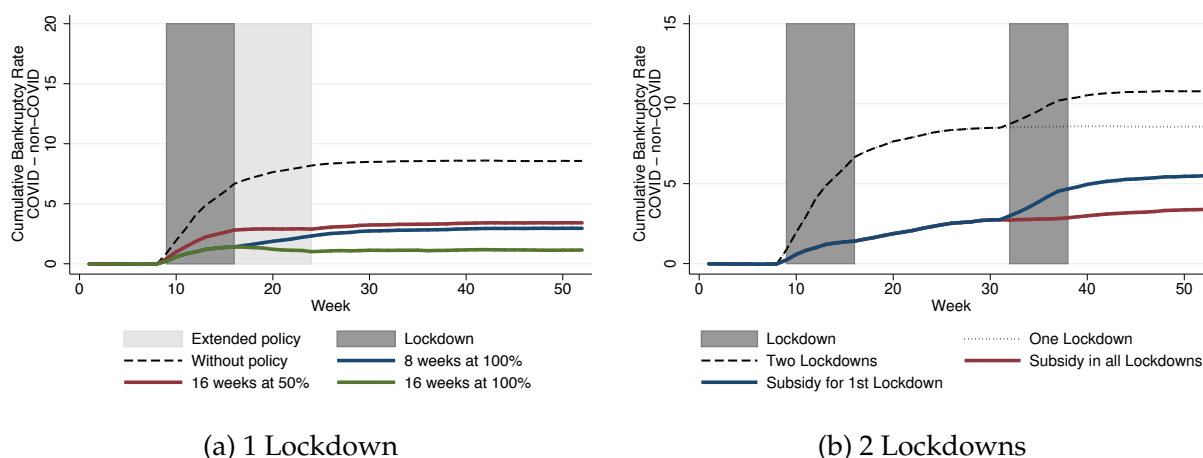 Cumulative Bankruptcy Rate
COVID − non−COVID
20
15
10
5
0
0 10 20 30 40 50
Week
Extended policy Lockdown
Without policy 8 weeks at 100%
16 weeks at 50% 16 weeks at 100%
(a) 1 Lockdown
Cumulative Bankruptcy Rate
COVID − non−COVID
15
10
5
0
0 10 20 30 40 50
Week
Lockdown One Lockdown
Two Lockdowns Subsidy in all Lockdowns
Subsidy for 1st Lockdown
(b) 2 Lockdowns